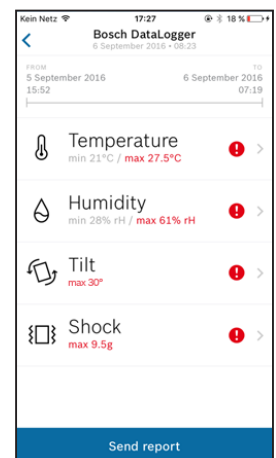 Kein Netz 17:27 18 %
Bosch DataLogger
6 September 2016 • 08:23
FROM TO
5 September 2016 6 September 2016
15:52 07:19
Temperature
min 21°C / max 27.5°C
Humidity
min 28% rH / max 61% rH
Tilt
max 30°
Shock
max 9.5g
Send report